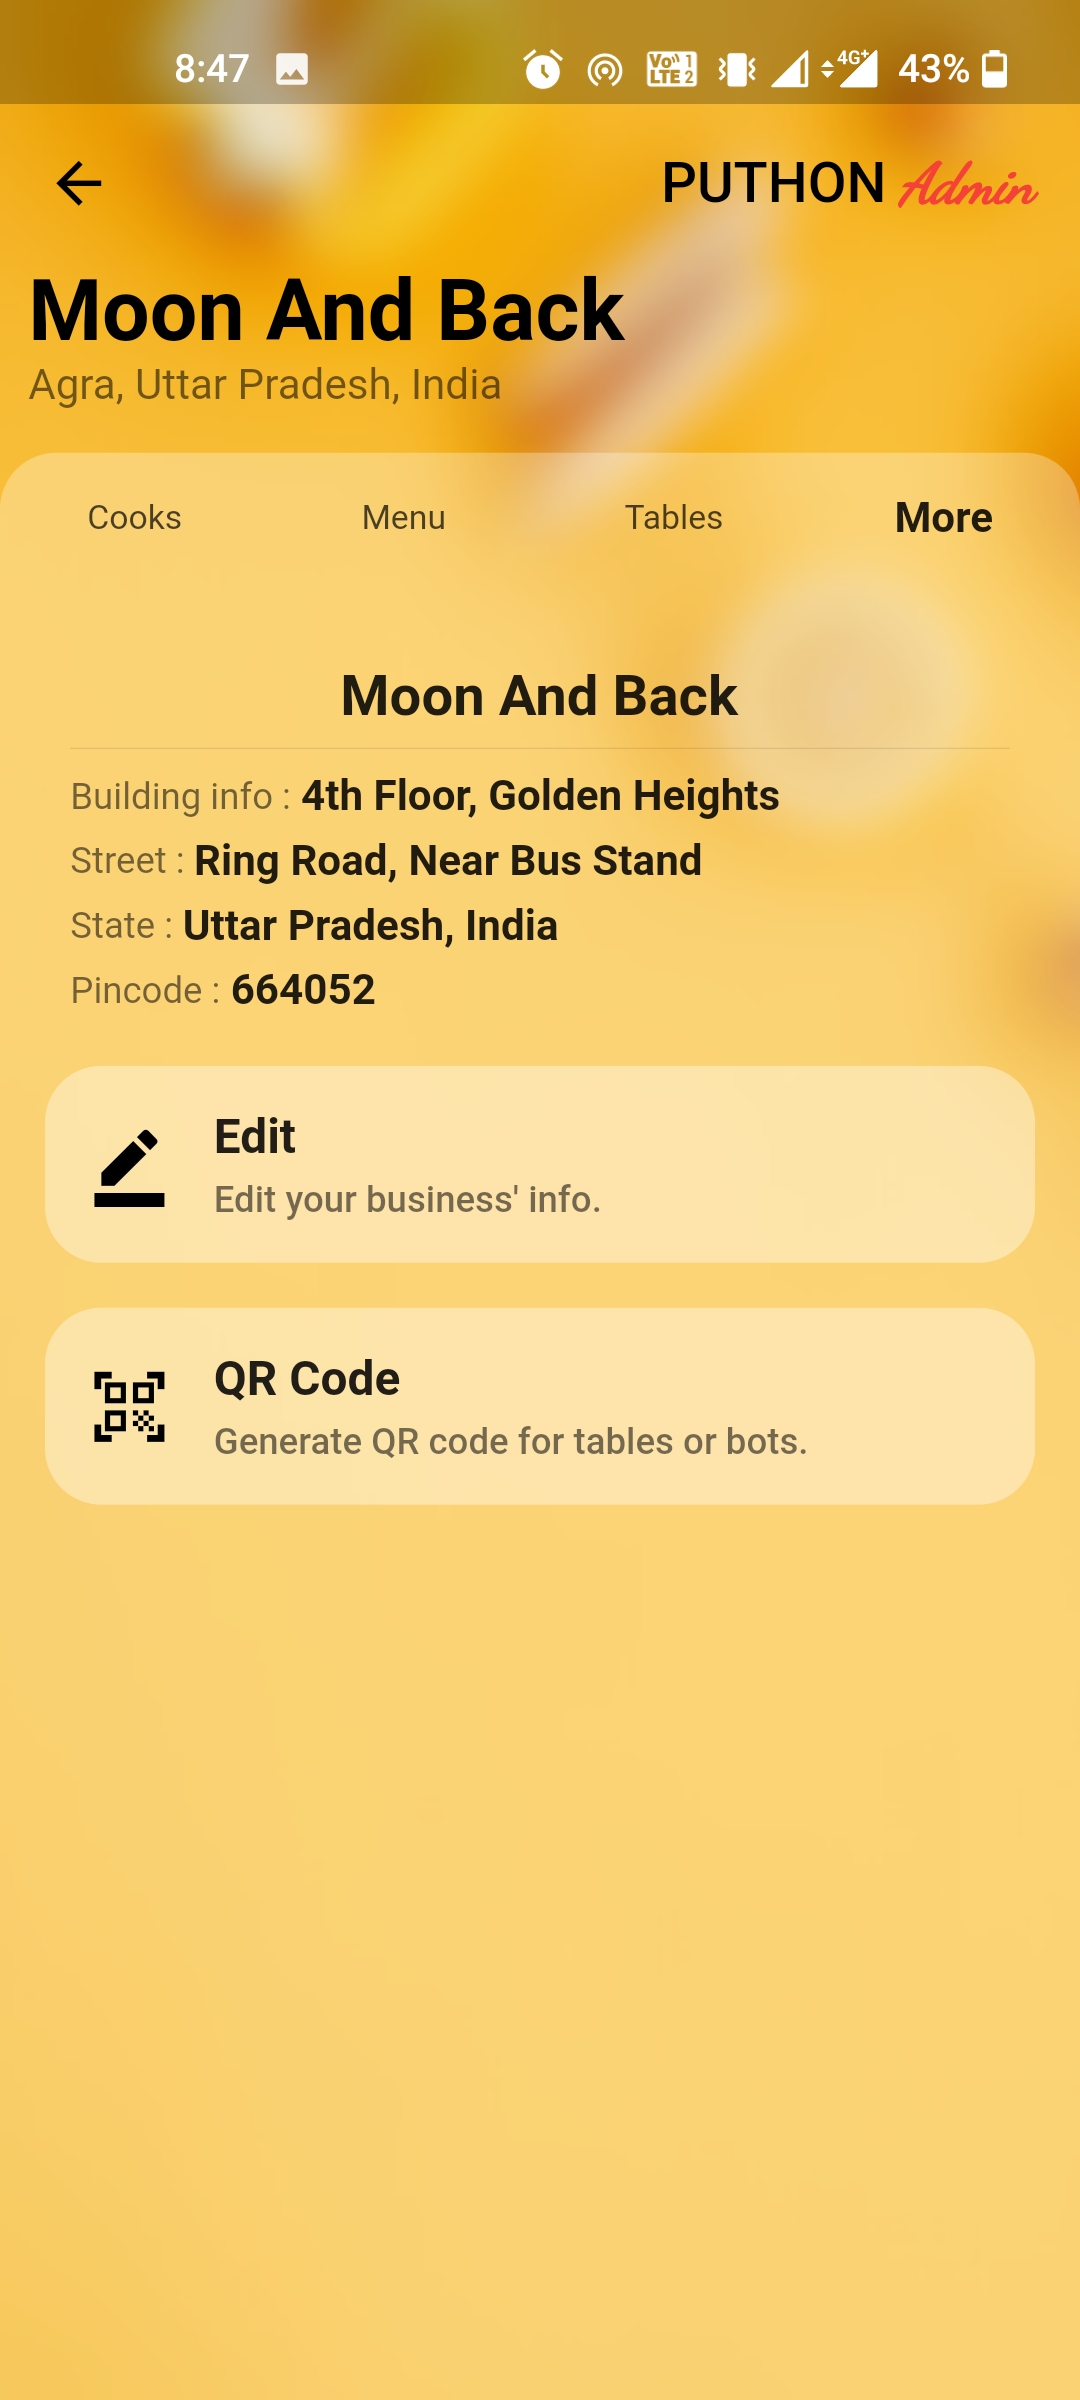 8:47 Vo)) 1 LTE 2 4G+ 43%
PUTHON Admin
Moon And Back
Agra, Uttar Pradesh, India
Cooks Menu Tables More
Moon And Back
Building info : 4th Floor, Golden Heights
Street : Ring Road, Near Bus Stand
State : Uttar Pradesh, India
Pincode : 664052
Edit
Edit your business' info.
QR Code
Generate QR code for tables or bots.